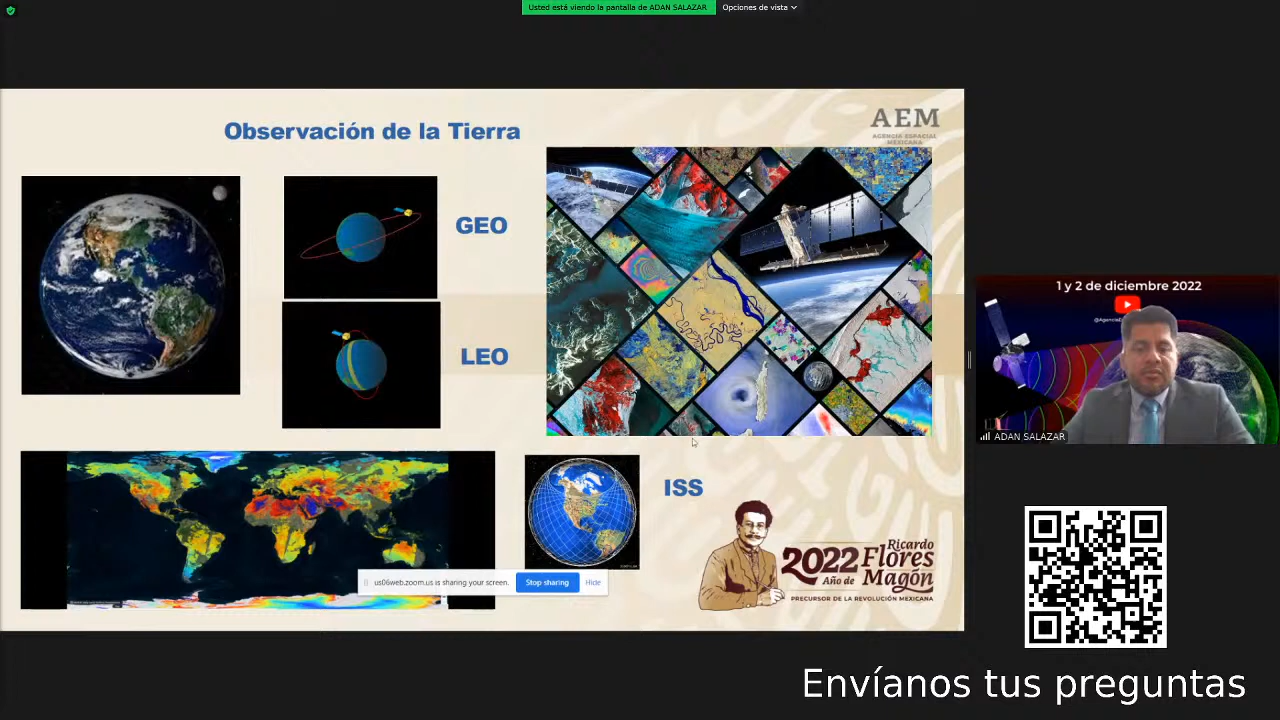 Usted está viendo la pantalla de ADAN SALAZAR
Opciones de vista
Observación de la Tierra
AEM
AGENCIA ESPACIAL
MEXICANA
GEO
LEO
ISS
us06web.zoom.us is sharing your screen.
Stop sharing
Hide
2022
Año de
Ricardo
Flores
Magón
PRECURSOR DE LA REVOLUCIÓN MEXICANA
1 y 2 de diciembre 2022
ADAN SALAZAR
Envíanos tus preguntas